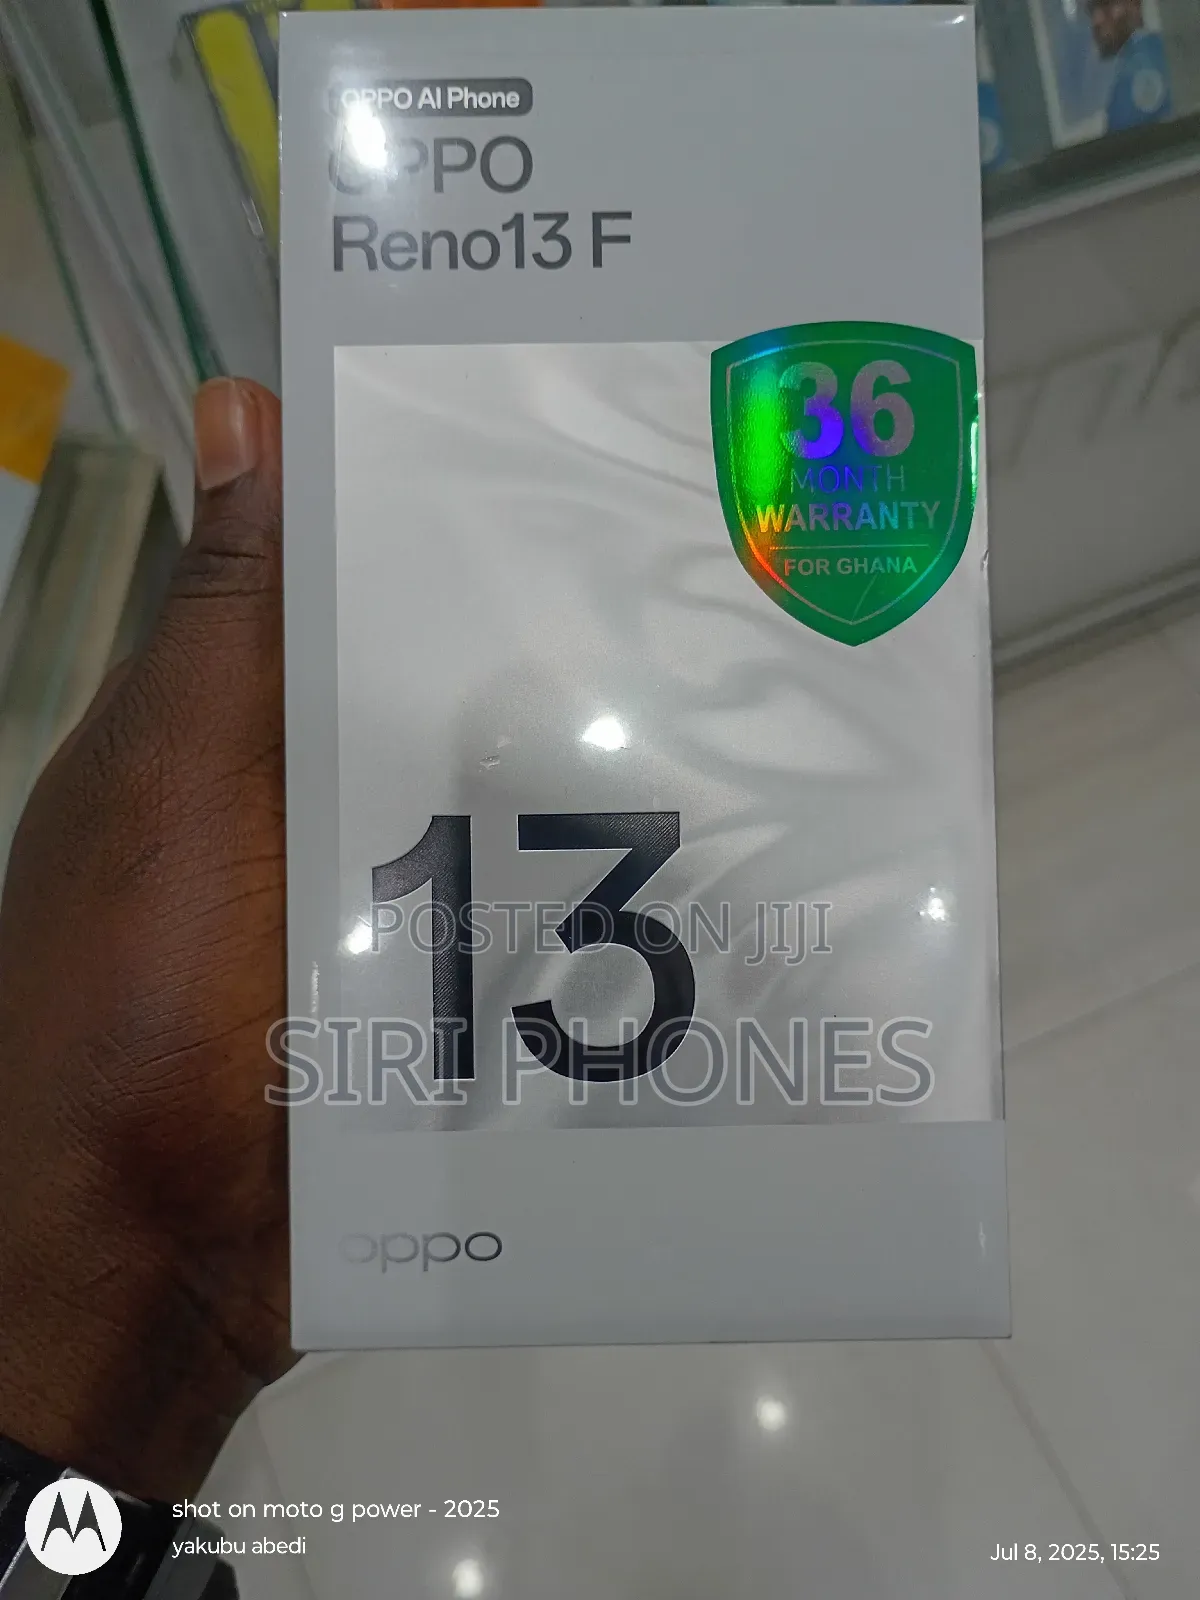 OPPO AI Phone
OPPO
Reno13 F
36
MONTH
WARRANTY
FOR GHANA
13
POSTED ON JIJI
SIRI PHONES
oppo
shot on moto g power - 2025
yakubu abedi
Jul 8, 2025, 15:25